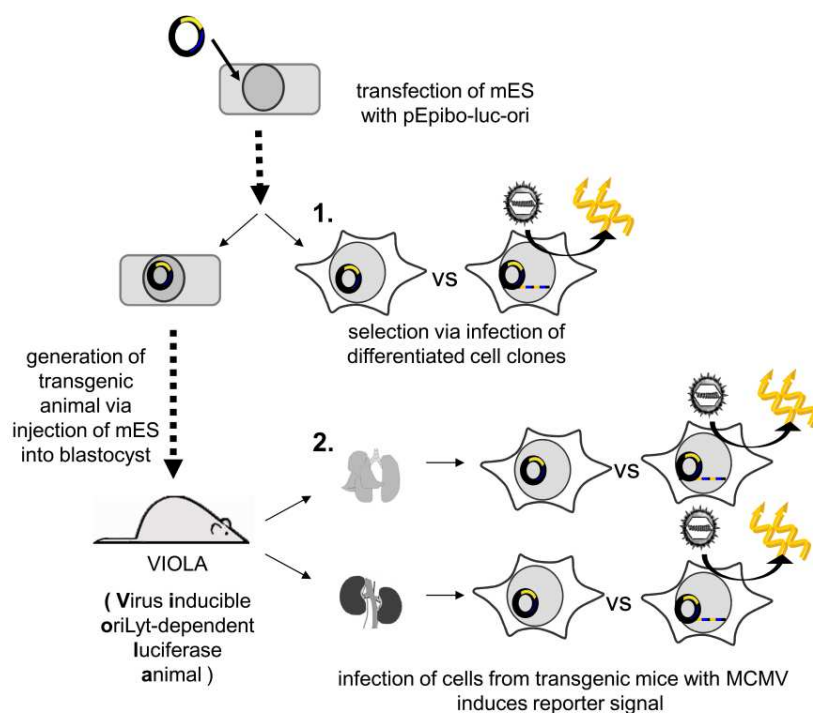 transfection of mES
with pEpibo-luc-ori
1.
vs
selection via infection of
differentiated cell clones
generation of
transgenic
animal via
injection of mES
into blastocyst
2.
vs
VIOLA
vs
( Virus inducible
oriLyt-dependent
luciferase
animal )
infection of cells from transgenic mice with MCMV
induces reporter signal